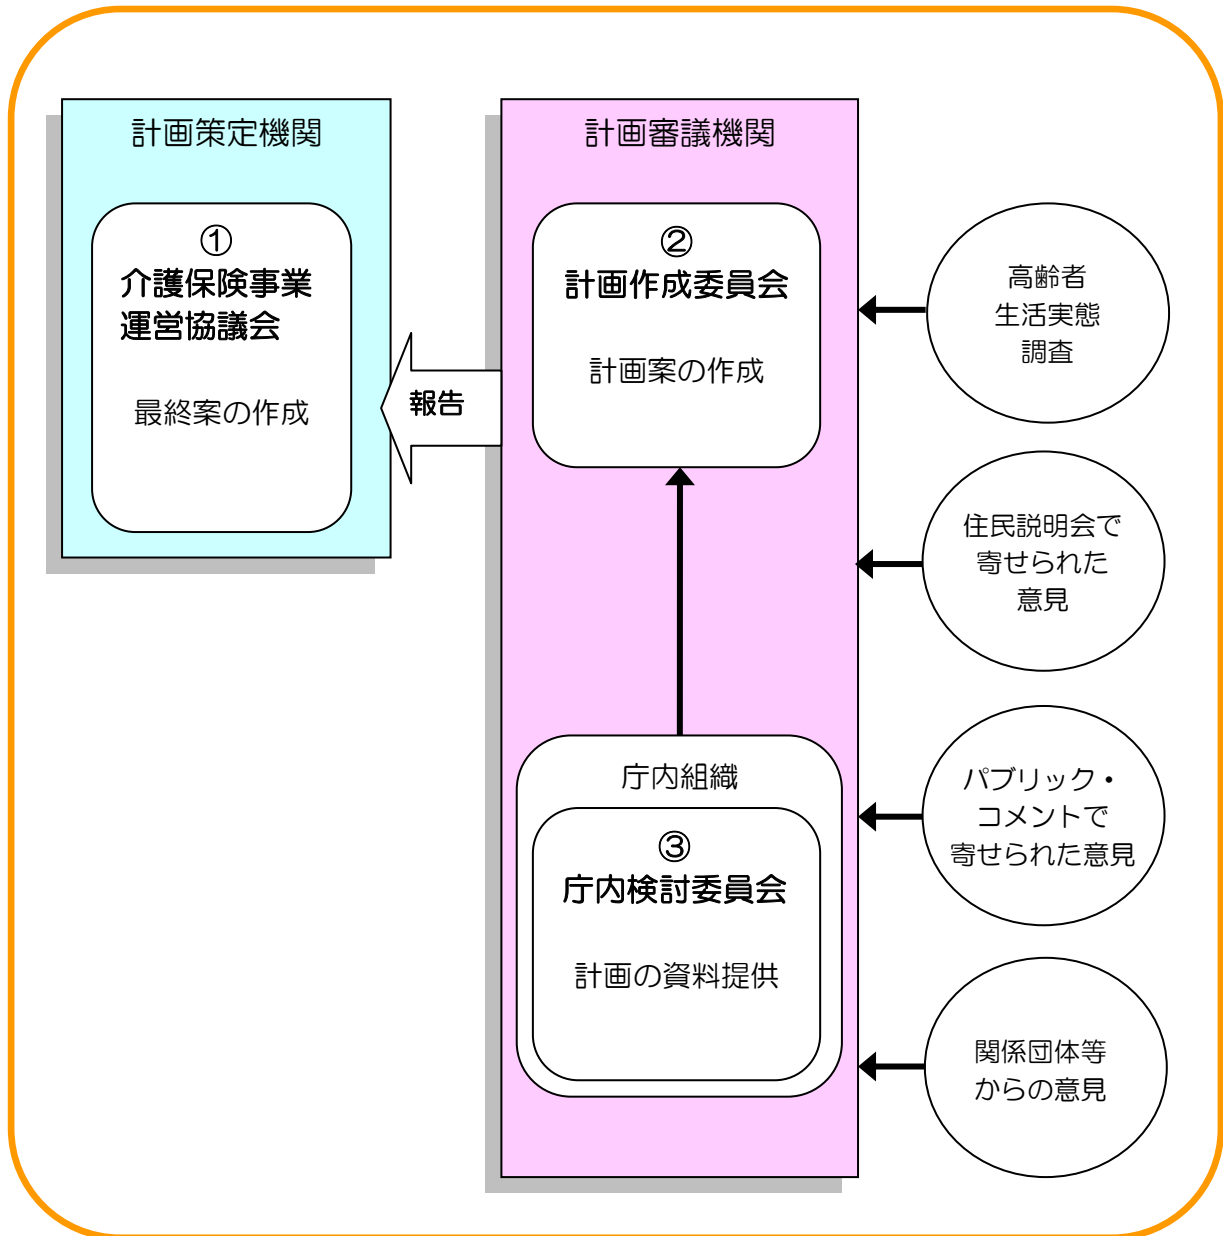 計画策定機関
①
介護保険事業
運営協議会
最終案の作成
報告
計画審議機関
②
計画作成委員会
計画案の作成
庁内組織
③
庁内検討委員会
計画の資料提供
高齢者
生活実態
調査
住民説明会で
寄せられた
意見
パブリック・
コメントで
寄せられた意見
関係団体等
からの意見